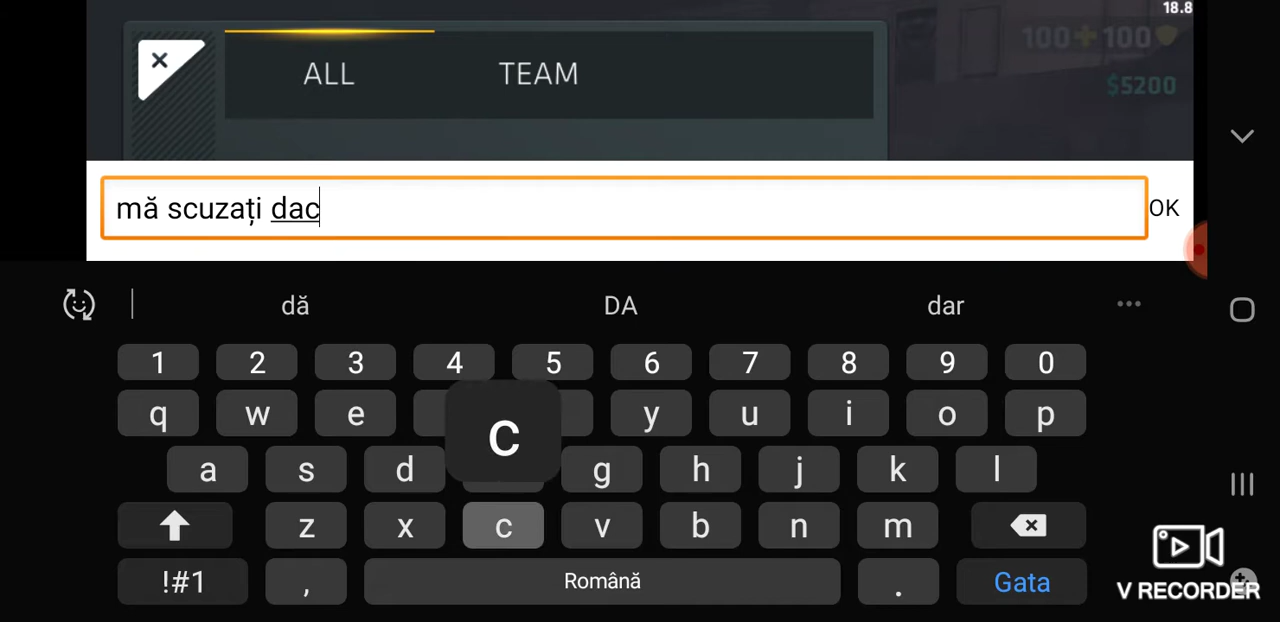 18.8
100 100
ALL TEAM
$5200
mă scuzați dac
OK
dă DA dar
1 2 3 4 5 6 7 8 9 0
q w e y u i o p
c
a s d g h j k l
z x c v b n m
!#1 , Română . Gata
V RECORDER